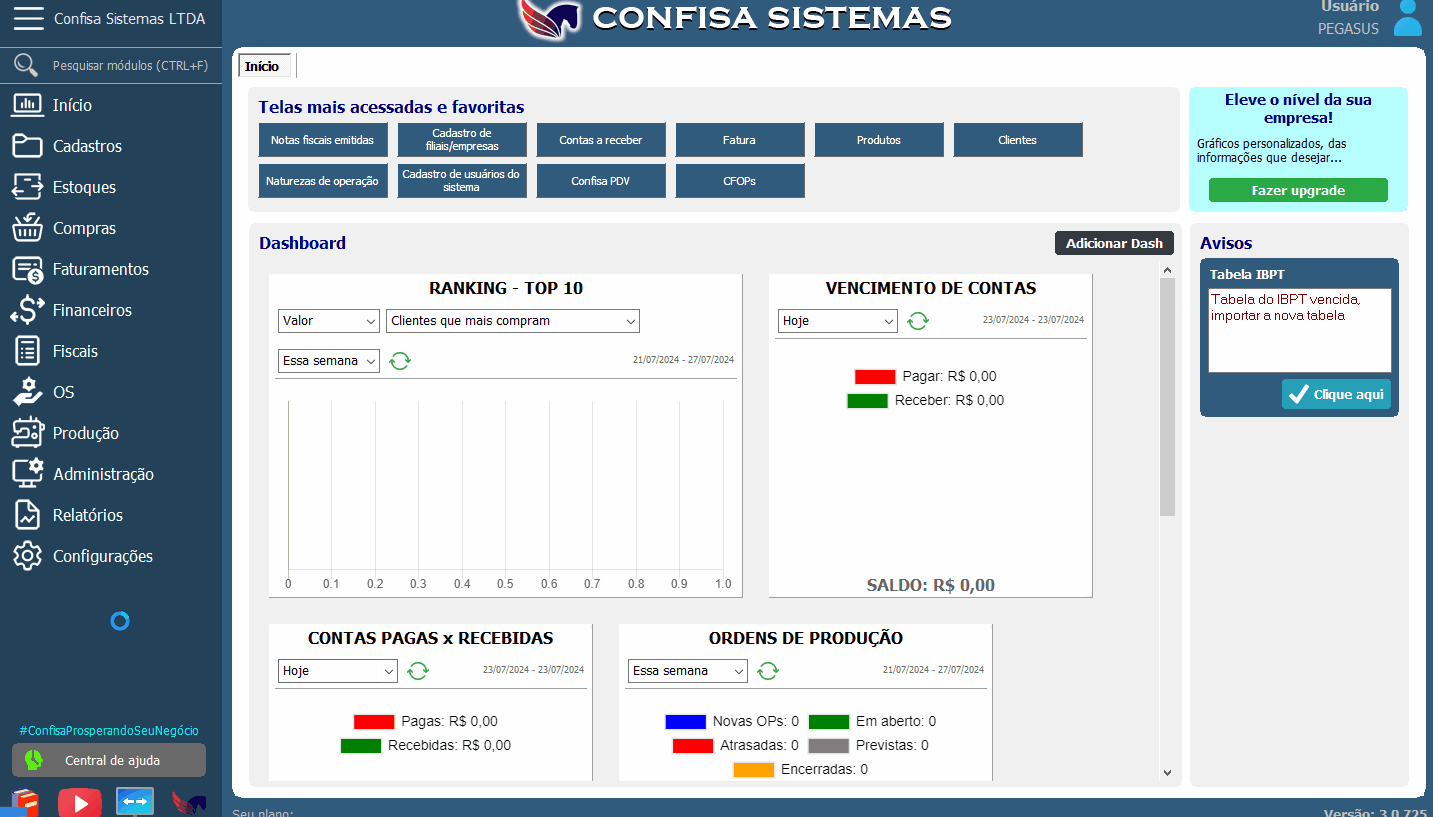 Confisa Sistemas LTDA
CONFISA SISTEMAS
Usuário
PEGASUS
Pesquisar módulos (CTRL+F)
Início
Cadastros
Estoques
Compras
Faturamentos
Financeiros
Fiscais
OS
Produção
Administração
Relatórios
Configurações
#ConfisaProsperandoSeuNegócio
Central de ajuda
Início
Telas mais acessadas e favoritas
Notas fiscais emitidas
Cadastro de
filiais/empresas
Contas a receber
Fatura
Produtos
Clientes
Naturezas de operação
Cadastro de usuários do
sistema
Confisa PDV
CFOPs
Eleve o nível da sua
empresa!
Gráficos personalizados, das
informações que desejar...
Fazer upgrade
Dashboard
Adicionar Dash
RANKING - TOP 10
Valor
Clientes que mais compram
Essa semana
21/07/2024 - 27/07/2024
0 0.1 0.2 0.3 0.4 0.5 0.6 0.7 0.8 0.9 1.0
VENCIMENTO DE CONTAS
Hoje
23/07/2024 - 23/07/2024
Pagar: R$ 0,00
Receber: R$ 0,00
SALDO: R$ 0,00
CONTAS PAGAS x RECEBIDAS
Hoje
23/07/2024 - 23/07/2024
Pagas: R$ 0,00
Recebidas: R$ 0,00
ORDENS DE PRODUÇÃO
Essa semana
21/07/2024 - 27/07/2024
Novas OPs: 0
Em aberto: 0
Atrasadas: 0
Previstas: 0
Encerradas: 0
Avisos
Tabela IBPT
Tabela do IBPT vencida,
importar a nova tabela
Clique aqui
Seu plano:
Versão: 3.0.725